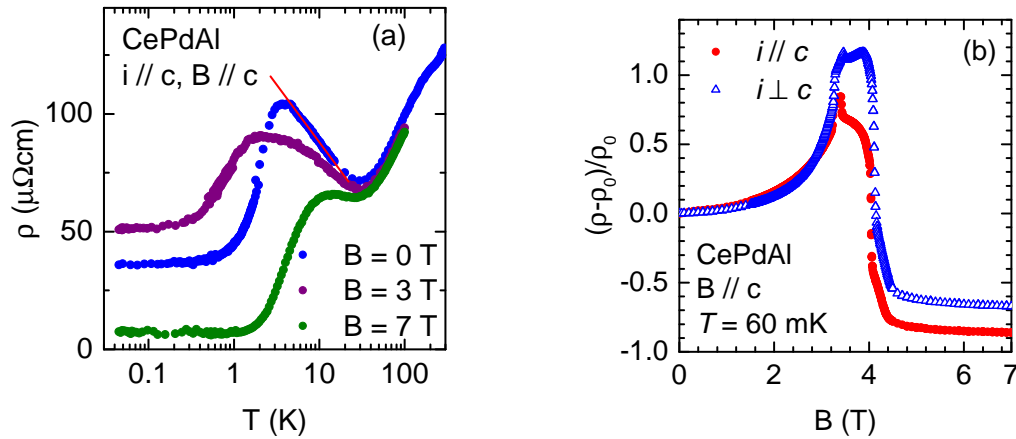 CePdAl
i // c, B // c
(a)
ρ (μΩcm)
100
50
0
B = 0 T
B = 3 T
B = 7 T
0.1 1 10 100
T (K)
(b)
i // c
i ⊥ c
(ρ-ρ₀)/ρ₀
1.0
0.5
0.0
-0.5
-1.0
CePdAl
B // c
T = 60 mK
0 2 4 6 7
B (T)